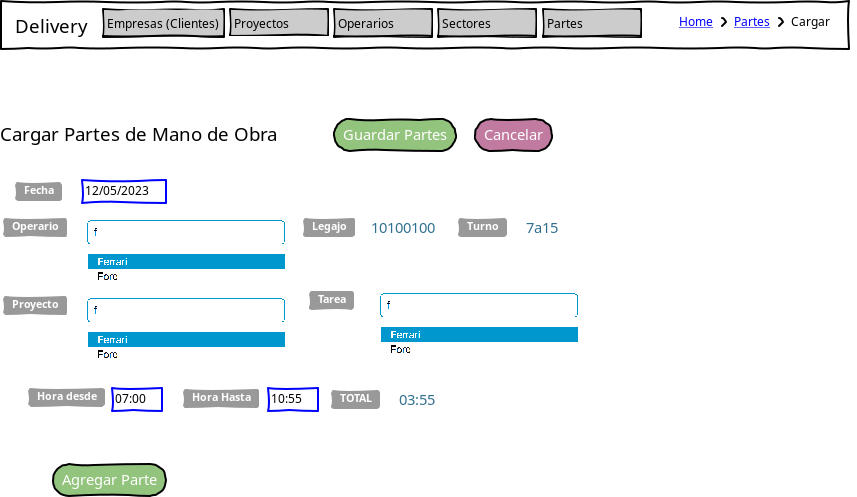 Delivery Empresas (Clientes) Proyectos Operarios Sectores Partes Home Partes Cargar
Cargar Partes de Mano de Obra Guardar Partes Cancelar
Fecha 12/05/2023
Operario f Legajo 10100100 Turno 7a15
Ferrari
Ford
Proyecto f Tarea f
Ferrari Ferrari
Ford Ford
Hora desde 07:00 Hora Hasta 10:55 TOTAL 03:55
Agregar Parte